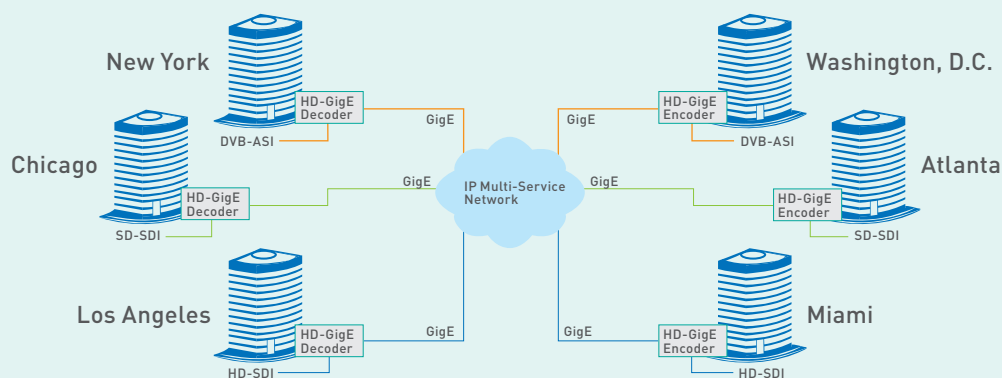 New York
HD-GigE
Decoder
DVB-ASI
GigE
Chicago
HD-GigE
Decoder
SD-SDI
GigE
Los Angeles
HD-GigE
Decoder
HD-SDI
GigE
IP Multi-Service
Network
Washington, D.C.
HD-GigE
Encoder
DVB-ASI
GigE
Atlanta
HD-GigE
Encoder
SD-SDI
GigE
Miami
HD-GigE
Encoder
HD-SDI
GigE